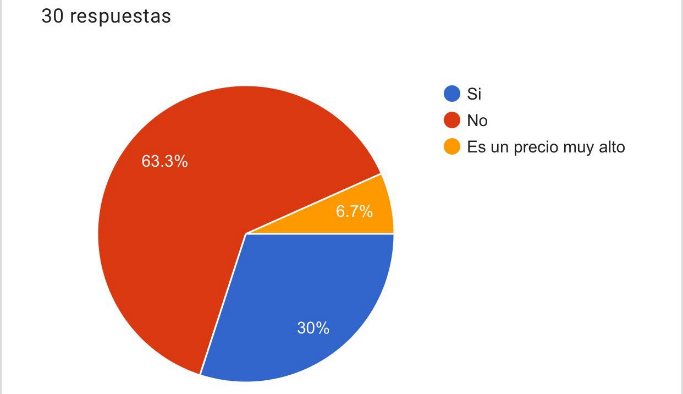 30 respuestas
Si
No
Es un precio muy alto
63.3%
6.7%
30%